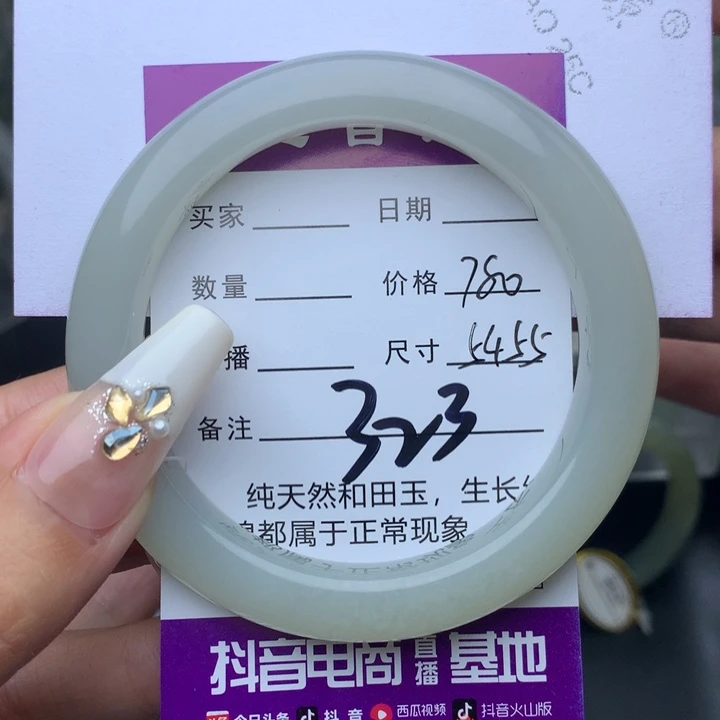 买家 日期
数量 价格 780
播 尺寸 5455
备注 323
纯天然和田玉，生长
都属于正常现象
抖音电商 直播 基地
今日头条 抖音 西瓜视频 抖音火山版